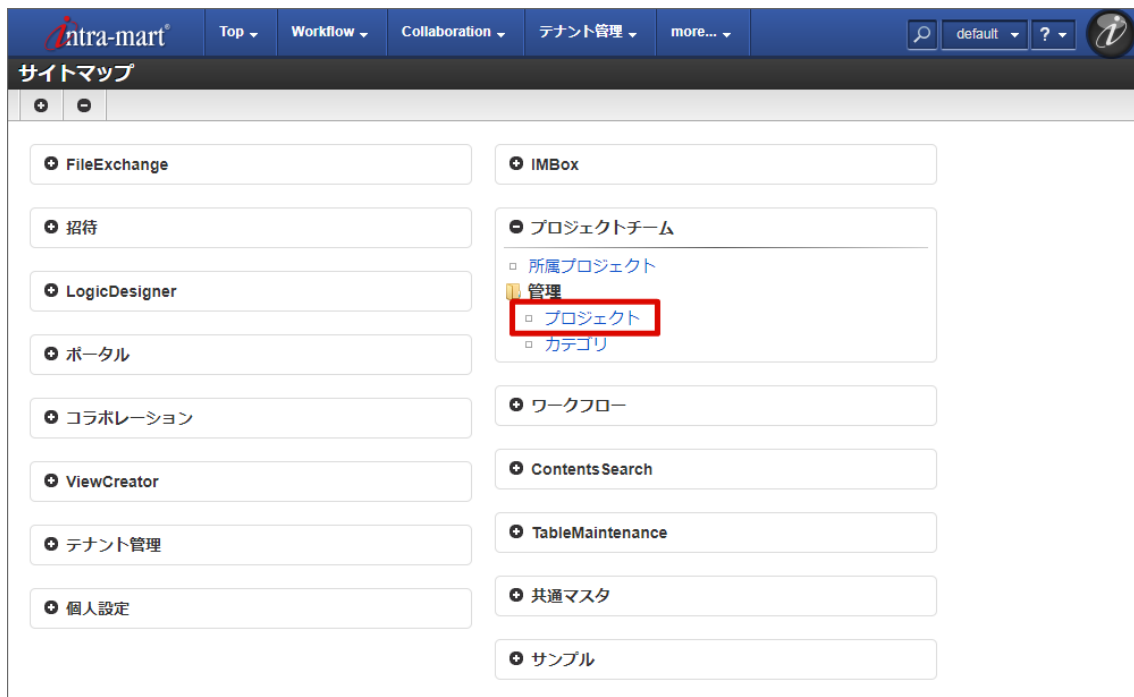 intra-mart®
Top
Workflow
Collaboration
テナント管理
more...
default
?
サイトマップ
FileExchange
招待
LogicDesigner
ポータル
コラボレーション
ViewCreator
テナント管理
個人設定
IMBox
プロジェクトチーム
所属プロジェクト
管理
プロジェクト
カテゴリ
ワークフロー
ContentsSearch
TableMaintenance
共通マスタ
サンプル